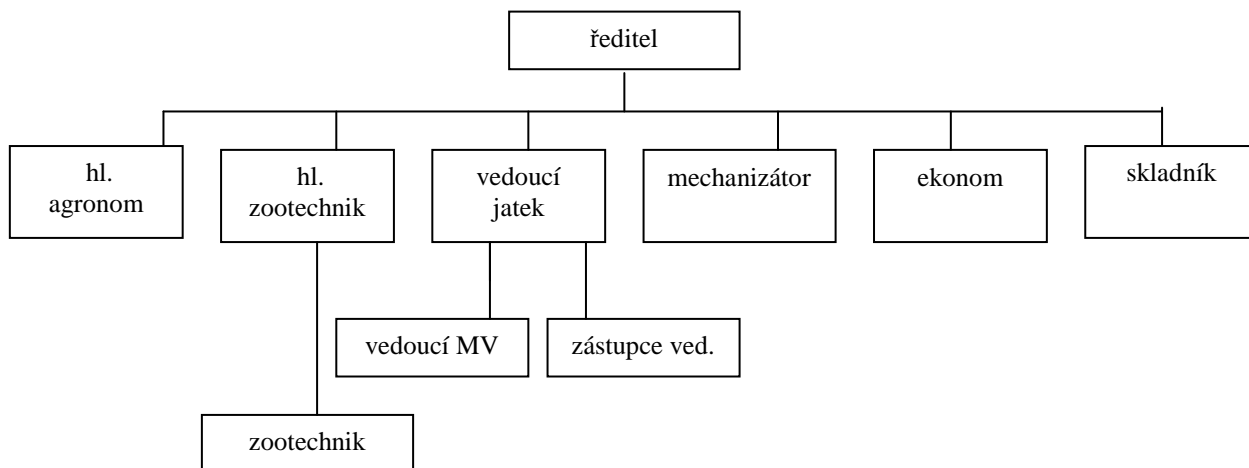 ředitel
hl.
agronom
hl.
zootechnik
vedoucí
jatek
mechanizátor
ekonom
skladník
vedoucí MV
zástupce ved.
zootechnik